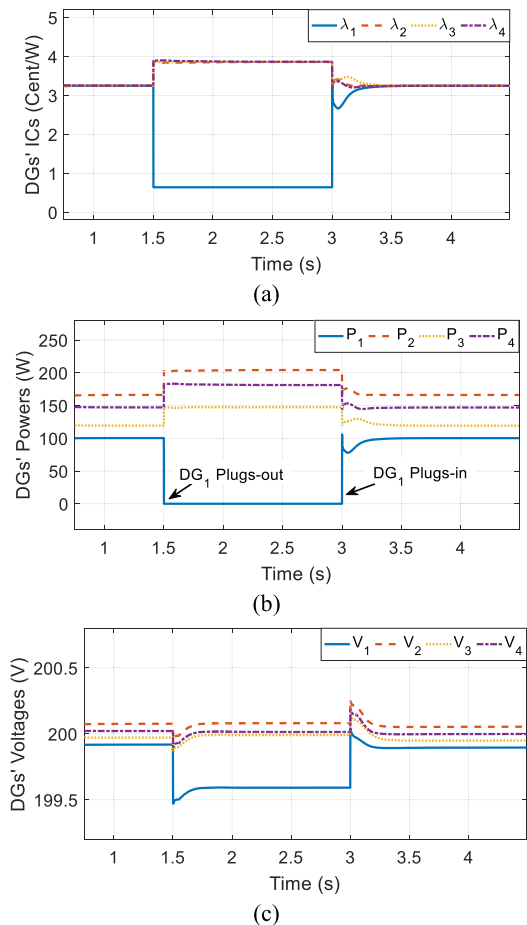 λ1 λ2 λ3 λ4
5
4
3
2
1
0
DGs' ICs (Cent/W)
1 1.5 2 2.5 3 3.5 4
Time (s)
(a)
P1 P2 P3 P4
250
200
150
100
50
0
DGs' Powers (W)
DG1 Plugs-out
DG1 Plugs-in
1 1.5 2 2.5 3 3.5 4
Time (s)
(b)
V1 V2 V3 V4
200.5
200
199.5
DGs' Voltages (V)
1 1.5 2 2.5 3 3.5 4
Time (s)
(c)